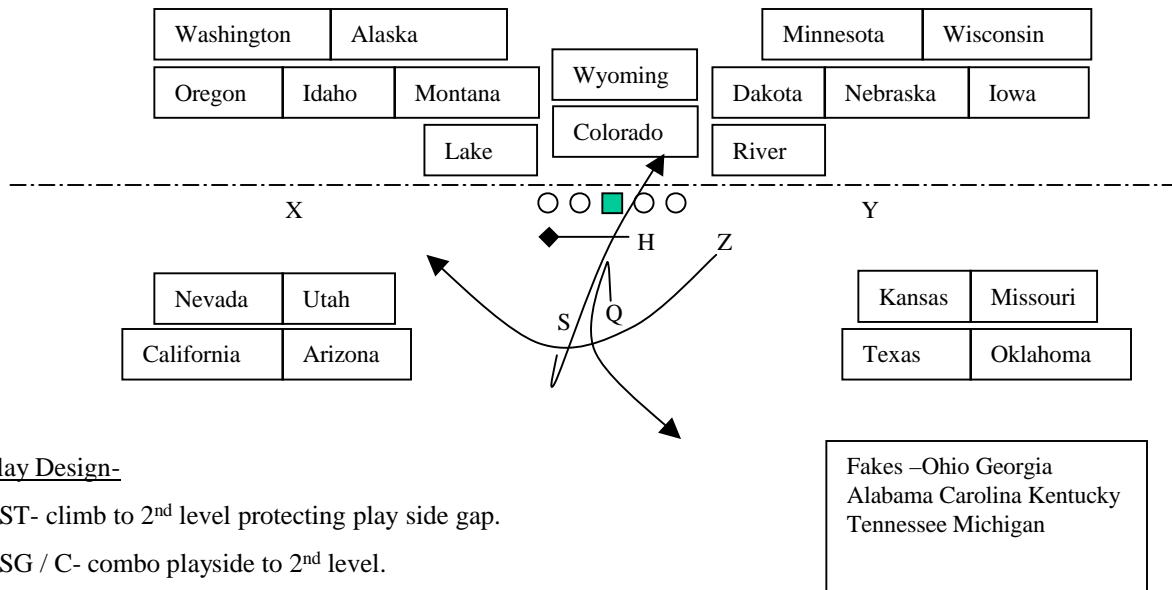 Washington Alaska Minnesota Wisconsin
Wyoming
Oregon Idaho Montana Dakota Nebraska Iowa
Colorado
Lake River
X Y
H Z
Nevada Utah Kansas Missouri
S Q
California Arizona Texas Oklahoma
lay Design-
ST- climb to 2nd level protecting play side gap.
SG / C- combo playside to 2nd level.
Fakes –Ohio Georgia
Alabama Carolina Kentucky
Tennessee Michigan